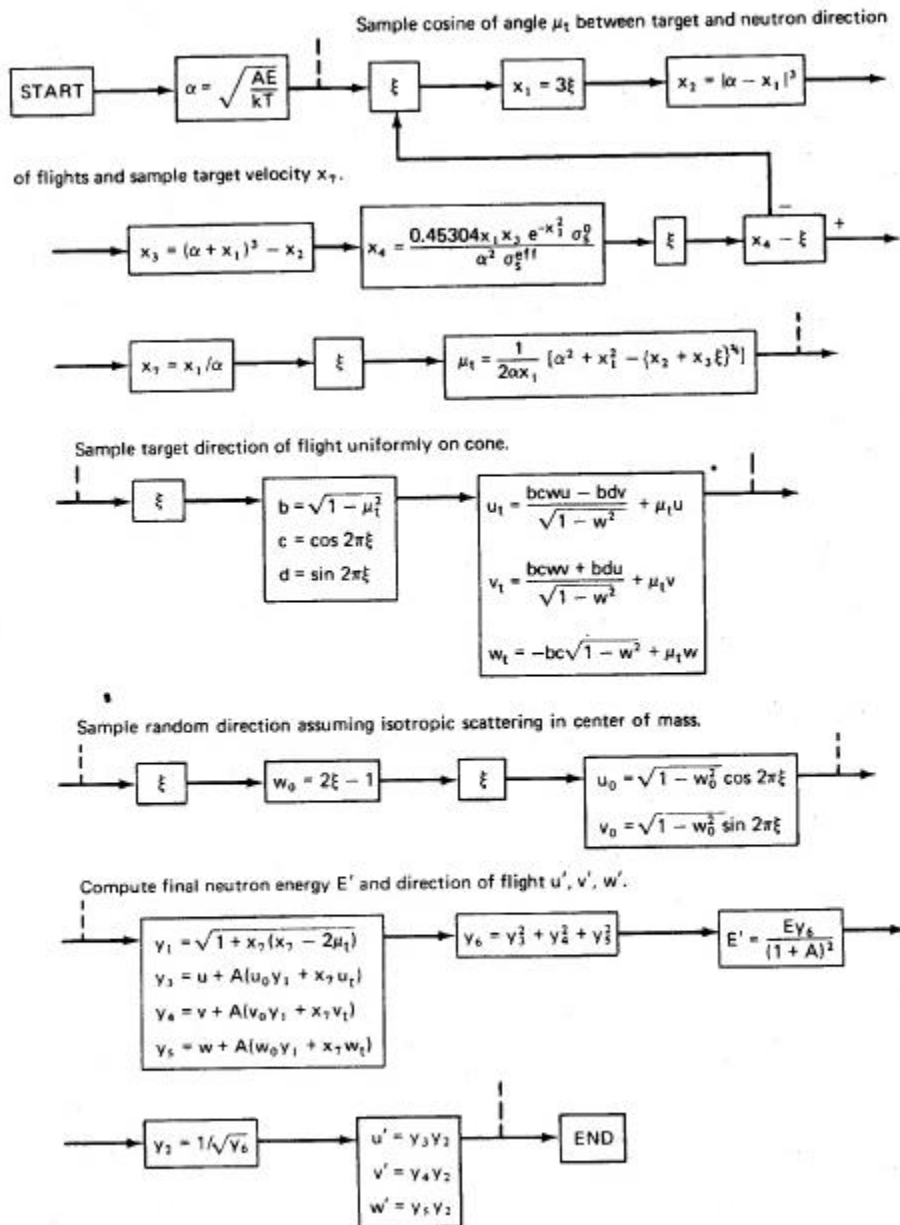 Sample cosine of angle μₜ between target and neutron direction
START
α = √(AE/kT)
ξ
x₁ = 3ξ
x₂ = |α − x₁|³
of flights and sample target velocity x₇.
x₃ = (α + x₁)³ − x₂
x₄ = 0.45304x₁x₃ e^(−x₁²) σₛ⁰ / α² σₛᵉᶠᶠ
ξ
− x₄ − ξ +
x₇ = x₁/α
ξ
μₜ = 1/(2αx₁) [α² + x₁² − {x₂ + x₃ξ}^⅔]
Sample target direction of flight uniformly on cone.
ξ
b = √(1 − μₜ²)
c = cos 2πξ
d = sin 2πξ
uₜ = (bcwu − bdv)/√(1 − w²) + μₜu
vₜ = (bcwv + bdu)/√(1 − w²) + μₜv
wₜ = −bc√(1 − w²) + μₜw
Sample random direction assuming isotropic scattering in center of mass.
ξ
w₀ = 2ξ − 1
ξ
u₀ = √(1 − w₀²) cos 2πξ
v₀ = √(1 − w₀²) sin 2πξ
Compute final neutron energy E′ and direction of flight u′, v′, w′.
y₁ = √(1 + x₇(x₇ − 2μₜ))
y₃ = u + A(u₀y₁ + x₇uₜ)
y₄ = v + A(v₀y₁ + x₇vₜ)
y₅ = w + A(w₀y₁ + x₇wₜ)
y₆ = y₃² + y₄² + y₅²
E′ = Ey₆/(1 + A)²
y₂ = 1/√y₆
u′ = y₃y₂
v′ = y₄y₂
w′ = y₅y₂
END